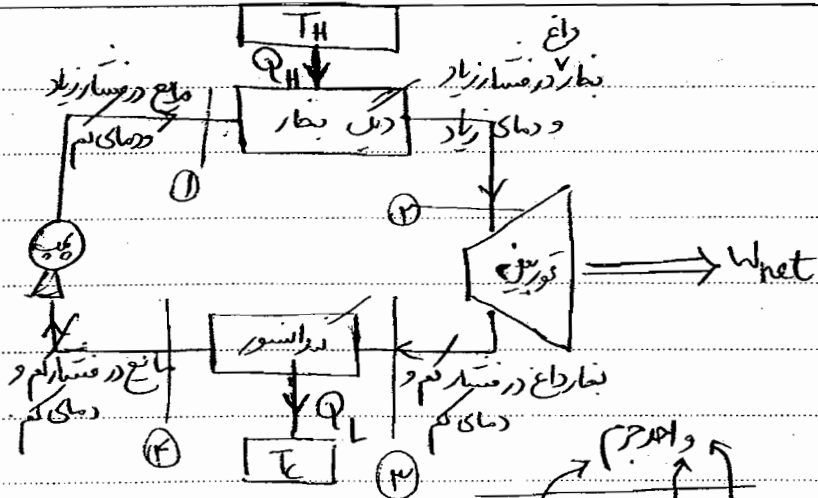 T_H
Q_H
داغ
بخار در فشار زیاد
و دمای زیاد
مایع در فشار زیاد
و دمای کم
دیگ بخار
①
②
پمپ
توربین
W_net
مایع در فشار کم و
دمای کم
کندانسور
بخار داغ در فشار کم و
دمای کم
Q_L
④
T_C
③
واحد جرم